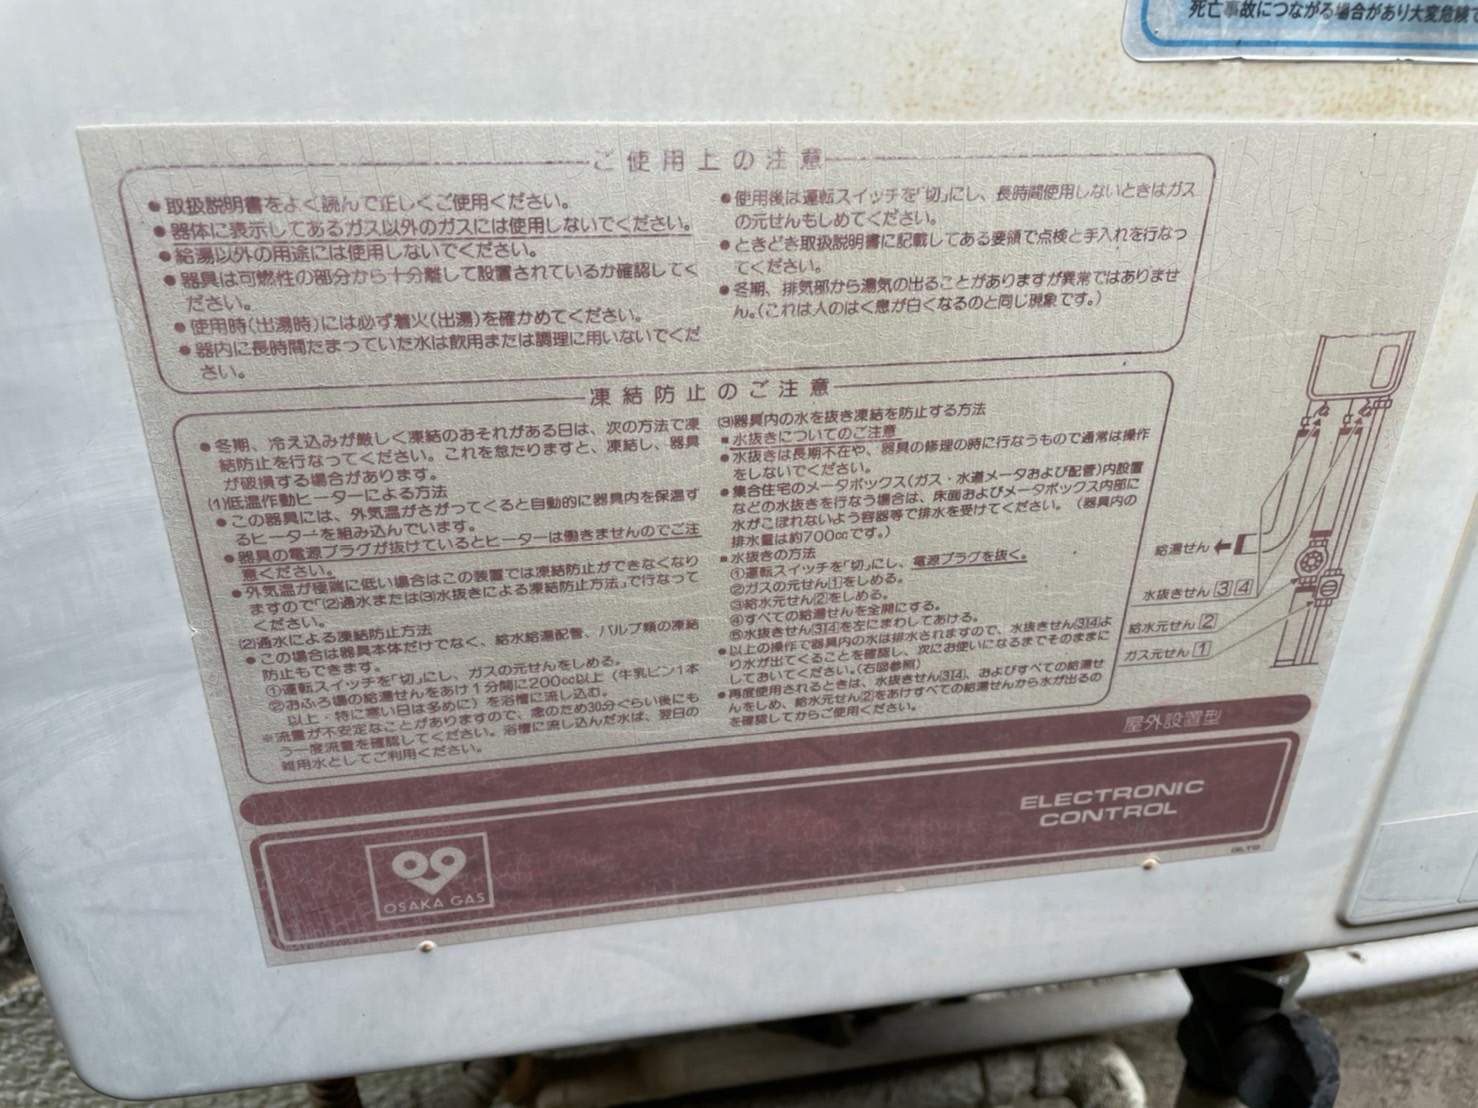 死亡事故につながる場合があり大変危険で
ご使用上の注意
●取扱説明書をよく読んで正しくご使用ください。
●器体に表示してあるガス以外のガスには使用しないでください。
●給湯以外の用途には使用しないでください。
●器具は可燃性の部分から十分離して設置されているか確認してく
ださい。
●使用時(出湯時)には必ず着火(出湯)を確かめてください。
●器内に長時間たまっていた水は飲用または調理に用いないでくだ
さい。
●使用後は運転スイッチを「切」にし、長時間使用しないときはガス
の元せんもしめてください。
●ときどき取扱説明書に記載してある要領で点検と手入れを行なっ
てください。
●冬期、排気部から湯気の出ることがありますが異常ではありませ
ん。(これは人のはく息が白くなるのと同じ現象です。)
凍結防止のご注意
●冬期、冷え込みが厳しく凍結のおそれがある日は、次の方法で凍
結防止を行なってください。これを怠たりますと、凍結し、器具
が破損する場合があります。
(1)低温作動ヒーターによる方法
●この器具には、外気温がさがってくると自動的に器具内を保温す
るヒーターを組み込んでいます。
●器具の電源プラグが抜けているとヒーターは働きませんのでご注
意ください。
●外気温が極端に低い場合はこの装置では凍結防止ができなくなり
ますので「(2)通水または(3)水抜きによる凍結防止方法」で行なって
ください。
(2)通水による凍結防止方法
●この場合は器具本体だけでなく、給水給湯配管、バルブ類の凍結
防止もできます。
①運転スイッチを「切」にし、ガスの元せんをしめる。
②おふろ場の給湯せんをあけ1分間に200cc以上(牛乳ビン1本
以上・特に寒い日は多めに)を浴槽に流し込む。
※流量が不安定なことがありますので、念のため30分ぐらい後にも
う一度流量を確認してください。浴槽に流し込んだ水は、翌日の
雑用水としてご利用ください。
(3)器具内の水を抜き凍結を防止する方法
■水抜きについてのご注意
●水抜きは長期不在や、器具の修理の時に行なうもので通常は操作
をしないでください。
●集合住宅のメータボックス(ガス・水道メータおよび配管)内設置
などの水抜きを行なう場合は、床面およびメータボックス内部に
水がこぼれないよう容器等で排水を受けてください。(器具内の
排水量は約700ccです。)
■水抜きの方法
①運転スイッチを「切」にし、電源プラグを抜く。
②ガスの元せん1をしめる。
③給水元せん2をしめる。
④すべての給湯せんを全開にする。
⑤水抜きせん34を左にまわしてあける。
●以上の操作で器具内の水は排水されますので、水抜きせん34よ
り水が出てくることを確認し、次にお使いになるまでそのままに
しておいてください。(右図参照)
●再度使用されるときは、水抜きせん34、およびすべての給湯せ
んをしめ、給水元せん2をあけすべての給湯せんから水が出るの
を確認してからご使用ください。
給湯せん
水抜きせん 3 4
給水元せん 2
ガス元せん 1
屋外設置型
ELECTRONIC
CONTROL
OSAKA GAS